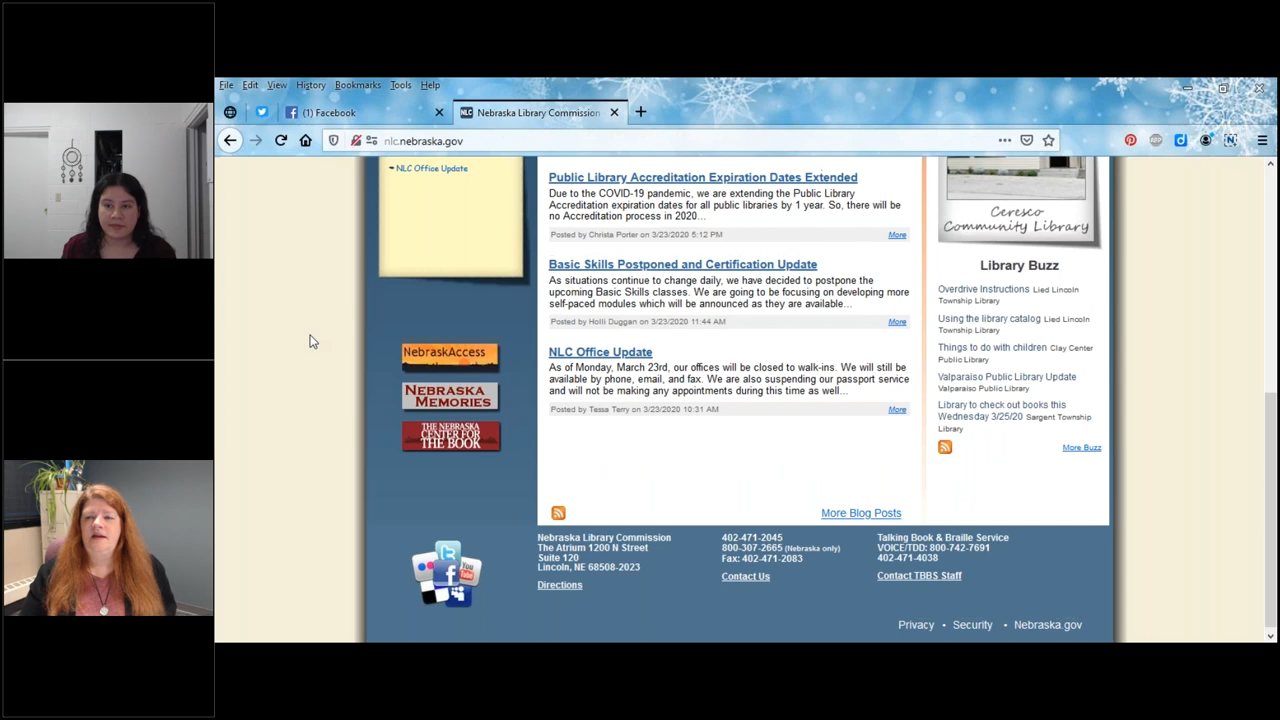 File Edit View History Bookmarks Tools Help
(1) Facebook
NLC Nebraska Library Commission
nlc.nebraska.gov
NLC Office Update
Public Library Accreditation Expiration Dates Extended
Due to the COVID-19 pandemic, we are extending the Public Library
Accreditation expiration dates for all public libraries by 1 year. So, there will be
no Accreditation process in 2020...
Posted by Christa Porter on 3/23/2020 5:12 PM More
Basic Skills Postponed and Certification Update
As situations continue to change daily, we have decided to postpone the
upcoming Basic Skills classes. We are going to be focusing on developing more
self-paced modules which will be announced as they are available...
Posted by Holli Duggan on 3/23/2020 11:44 AM More
NLC Office Update
As of Monday, March 23rd, our offices will be closed to walk-ins. We will still be
available by phone, email, and fax. We are also suspending our passport service
and will not be making any appointments during this time as well...
Posted by Tessa Terry on 3/23/2020 10:31 AM More
More Blog Posts
NebraskAccess
NEBRASKA
MEMORIES
THE NEBRASKA
CENTER FOR
THE BOOK
Ceresco
Community Library
Library Buzz
Overdrive Instructions Lied Lincoln
Township Library
Using the library catalog Lied Lincoln
Township Library
Things to do with children Clay Center
Public Library
Valparaiso Public Library Update
Valparaiso Public Library
Library to check out books this
Wednesday 3/25/20 Sargent Township
Library
More Buzz
You
Tube
Nebraska Library Commission
The Atrium 1200 N Street
Suite 120
Lincoln, NE 68508-2023
Directions
402-471-2045
800-307-2665 (Nebraska only)
Fax: 402-471-2083
Contact Us
Talking Book & Braille Service
VOICE/TDD: 800-742-7691
402-471-4038
Contact TBBS Staff
Privacy • Security • Nebraska.gov